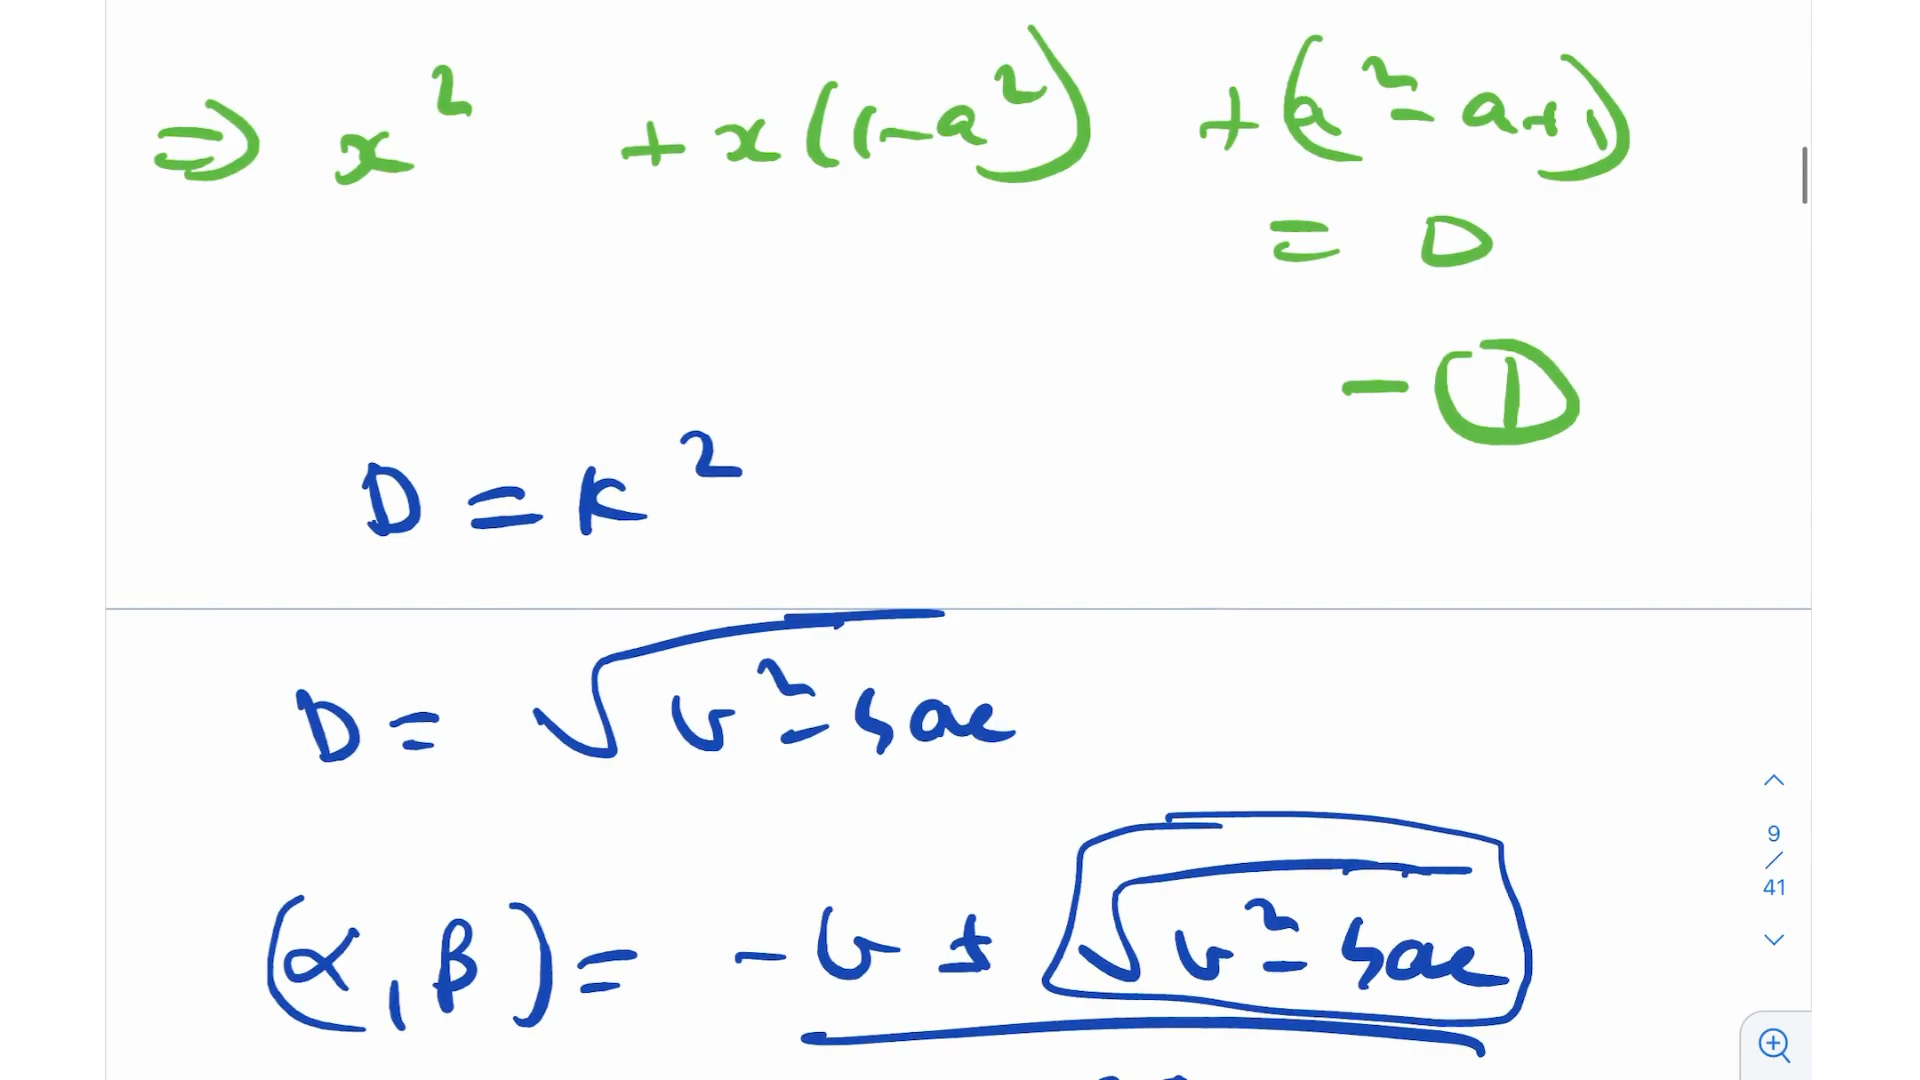 ⇒ x² + x(1-a²) + (a²-a+1)
= 0
- ①
D = k²
D = √b²-4ac
(α, β) = -b ± √b²-4ac
9
/
41